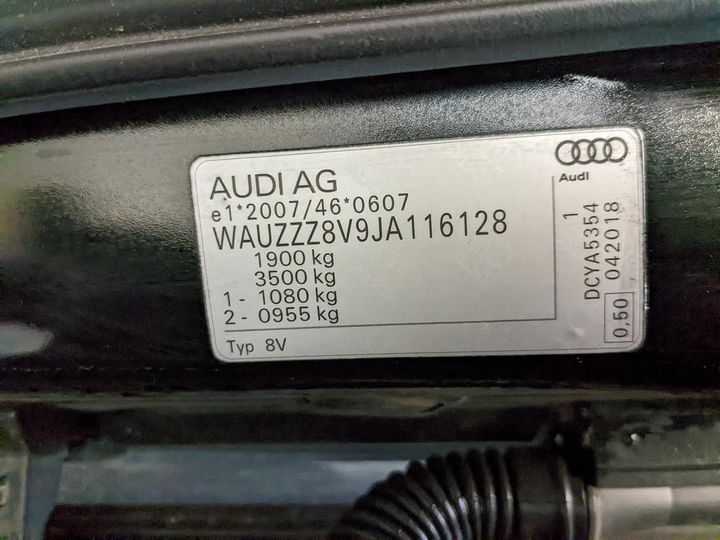 AUDI AG
e1*2007/46*0607
WAUZZZ8V9JA116128
1900 kg
3500 kg
1 - 1080 kg
2 - 0955 kg
Typ 8V
Audi
1
DCYA5354
042018
0,50